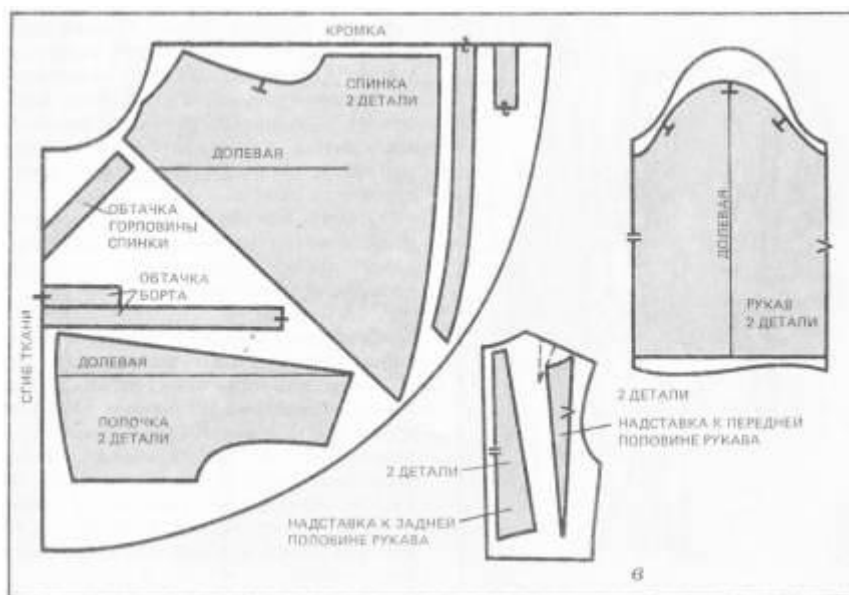 КРОМКА
СПИНКА
2 ДЕТАЛИ
ДОЛЕВАЯ
ОБТАЧКА
ГОРЛОВИНЫ
СПИНКИ
ОБТАЧКА
БОРТА
СГИБ ТКАНИ
ДОЛЕВАЯ
ПОЛОЧКА
2 ДЕТАЛИ
ДОЛЕВАЯ
РУКАВ
2 ДЕТАЛИ
2 ДЕТАЛИ
НАДСТАВКА К ПЕРЕДНЕЙ
ПОЛОВИНЕ РУКАВА
2 ДЕТАЛИ
НАДСТАВКА К ЗАДНЕЙ
ПОЛОВИНЕ РУКАВА
в